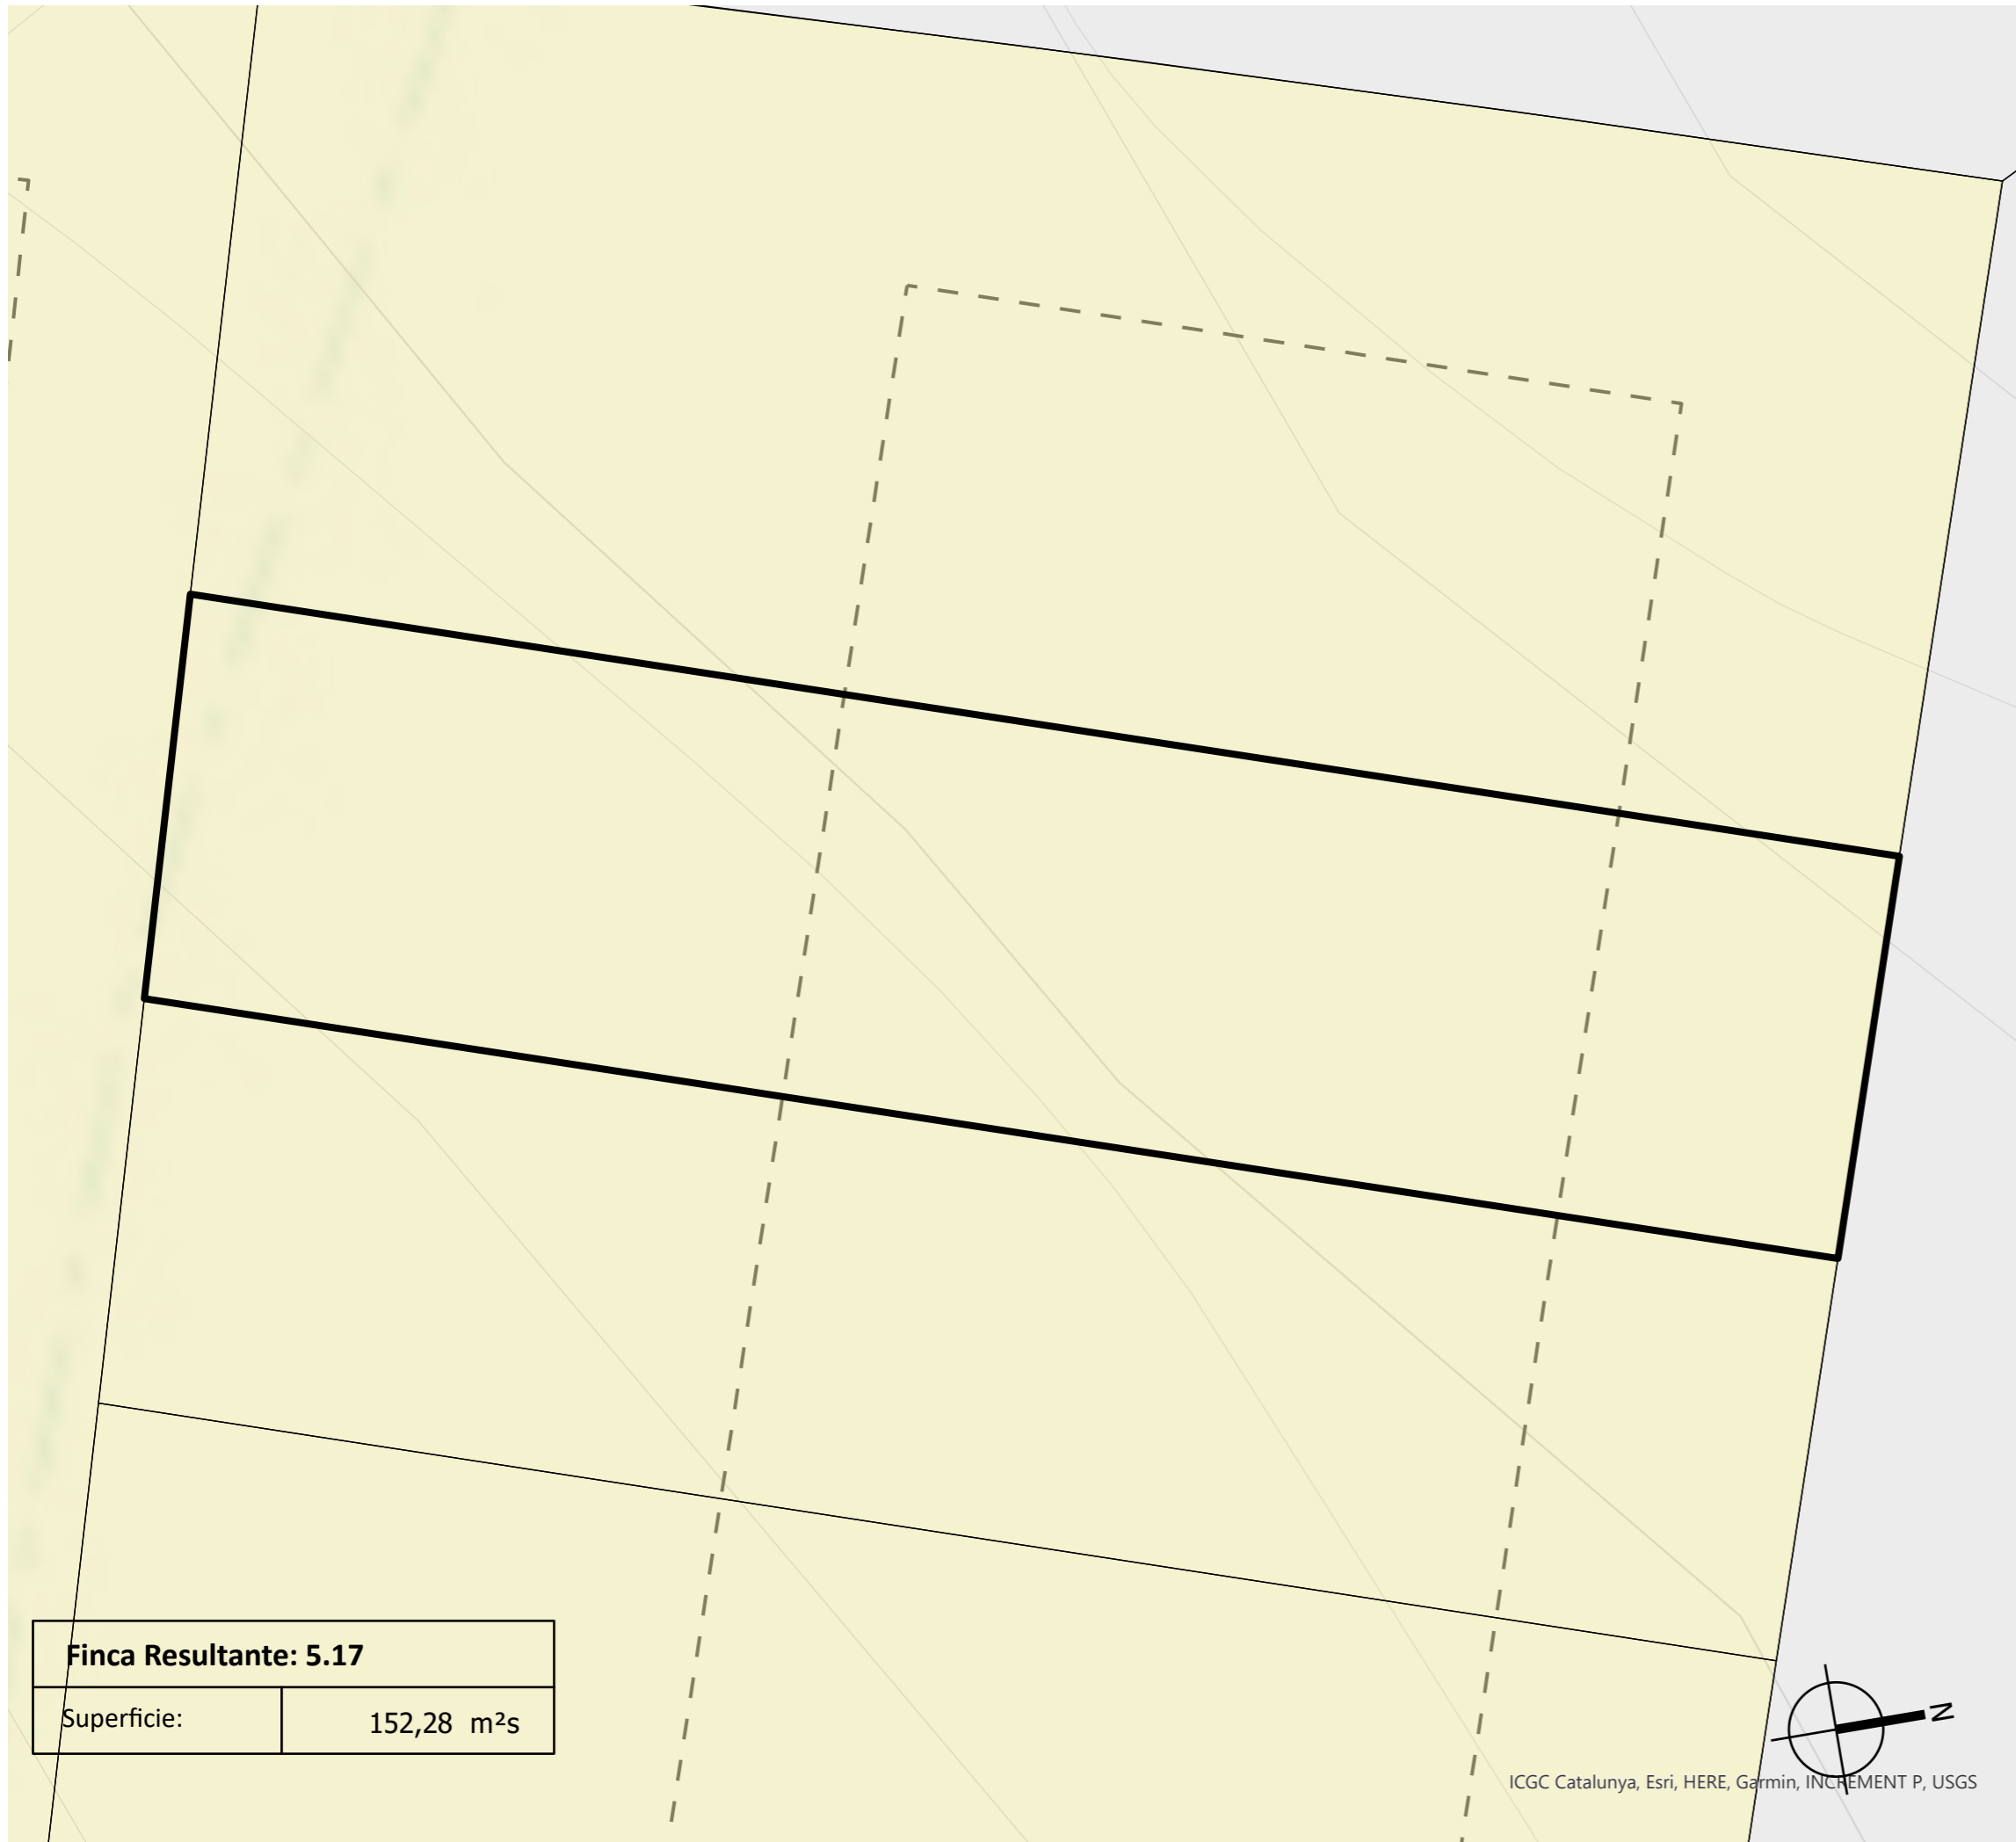 Finca Resultante: 5.17
Superficie: 152,28 m²s
N
ICGC Catalunya, Esri, HERE, Garmin, INCREMENT P, USGS